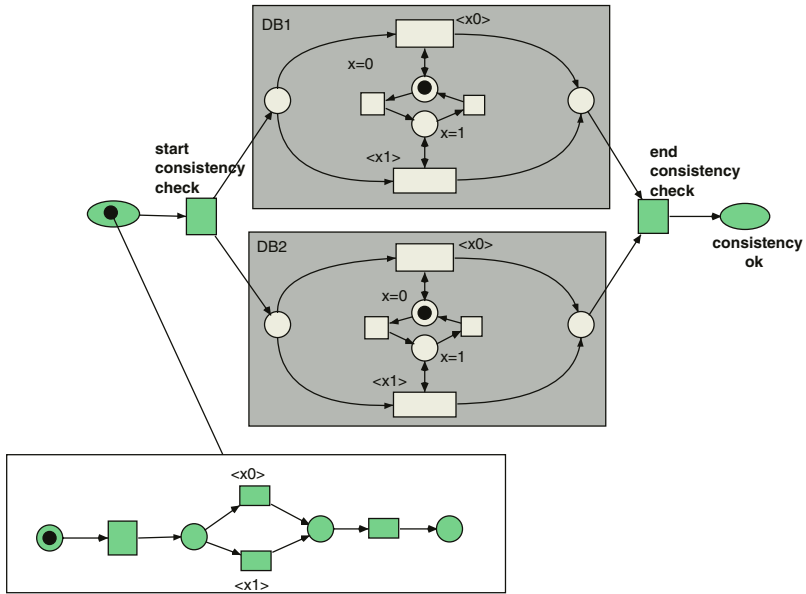 DB1
<x0>
x=0
x=1
<x1>
start
consistency
check
end
consistency
check
consistency
ok
DB2
<x0>
x=0
x=1
<x1>
<x0>
<x1>